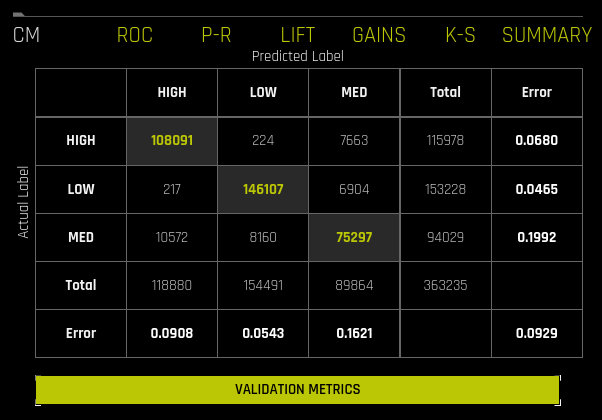 CM ROC P-R LIFT GAINS K-S SUMMARY
Predicted Label
HIGH LOW MED Total Error
HIGH 108091 224 7663 115978 0.0680
LOW 217 146107 6904 153228 0.0465
MED 10572 8160 75297 94029 0.1992
Total 118880 154491 89864 363235
Error 0.0908 0.0543 0.1621 0.0929
Actual Label
VALIDATION METRICS